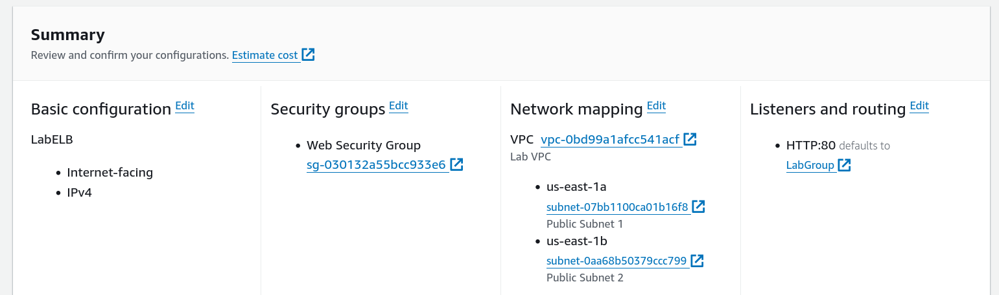 Summary
Review and confirm your configurations. Estimate cost
Basic configuration Edit
LabELB
• Internet-facing
• IPv4
Security groups Edit
• Web Security Group
sg-030132a55bcc933e6
Network mapping Edit
VPC vpc-0bd99a1afcc541acf
Lab VPC
• us-east-1a
subnet-07bb1100ca01b16f8
Public Subnet 1
• us-east-1b
subnet-0aa68b50379ccc799
Public Subnet 2
Listeners and routing Edit
• HTTP:80 defaults to
LabGroup